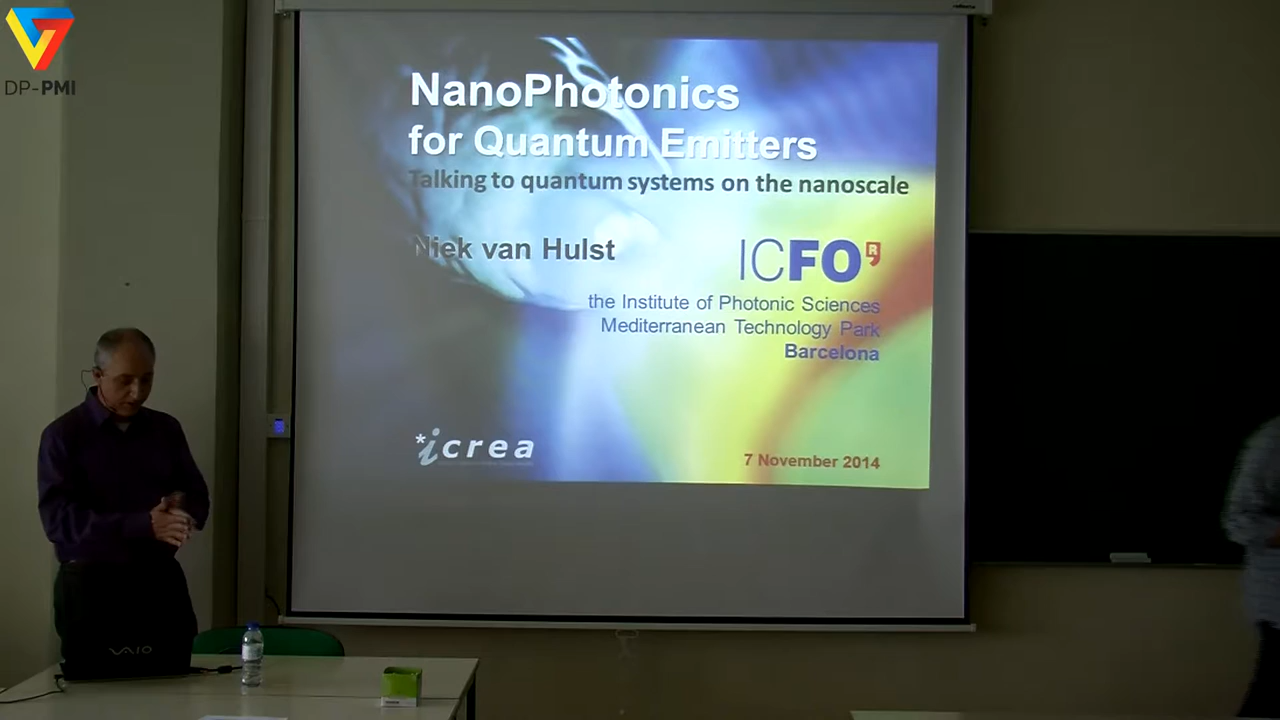 DP-PMI
NanoPhotonics
for Quantum Emitters
Talking to quantum systems on the nanoscale
Niek van Hulst
ICFOR
the Institute of Photonic Sciences
Mediterranean Technology Park
Barcelona
*icrea
7 November 2014
VAIO